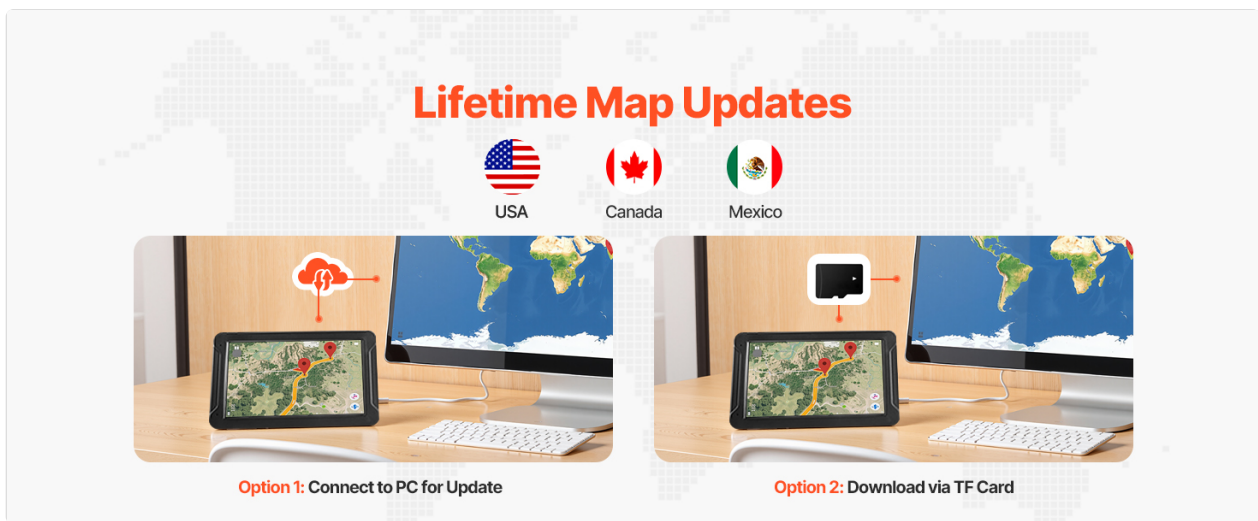 Lifetime Map Updates
USA
Canada
Mexico
Option 1: Connect to PC for Update
Option 2: Download via TF Card